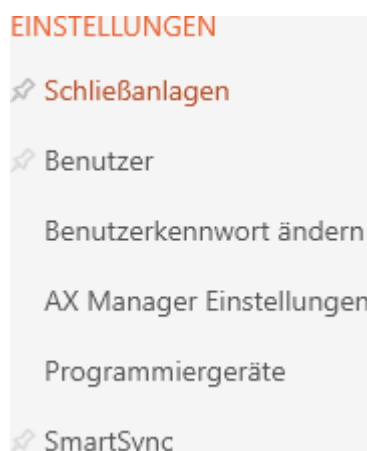 EINSTELLUNGEN
Schließanlagen
Benutzer
Benutzerkennwort ändern
AX Manager Einstellungen
Programmiergeräte
SmartSync